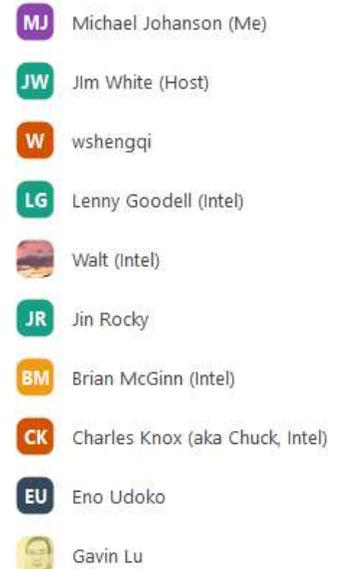 MJ Michael Johanson (Me)
JW JIm White (Host)
W wshengqi
LG Lenny Goodell (Intel)
Walt (Intel)
JR Jin Rocky
BM Brian McGinn (Intel)
CK Charles Knox (aka Chuck, Intel)
EU Eno Udoko
Gavin Lu